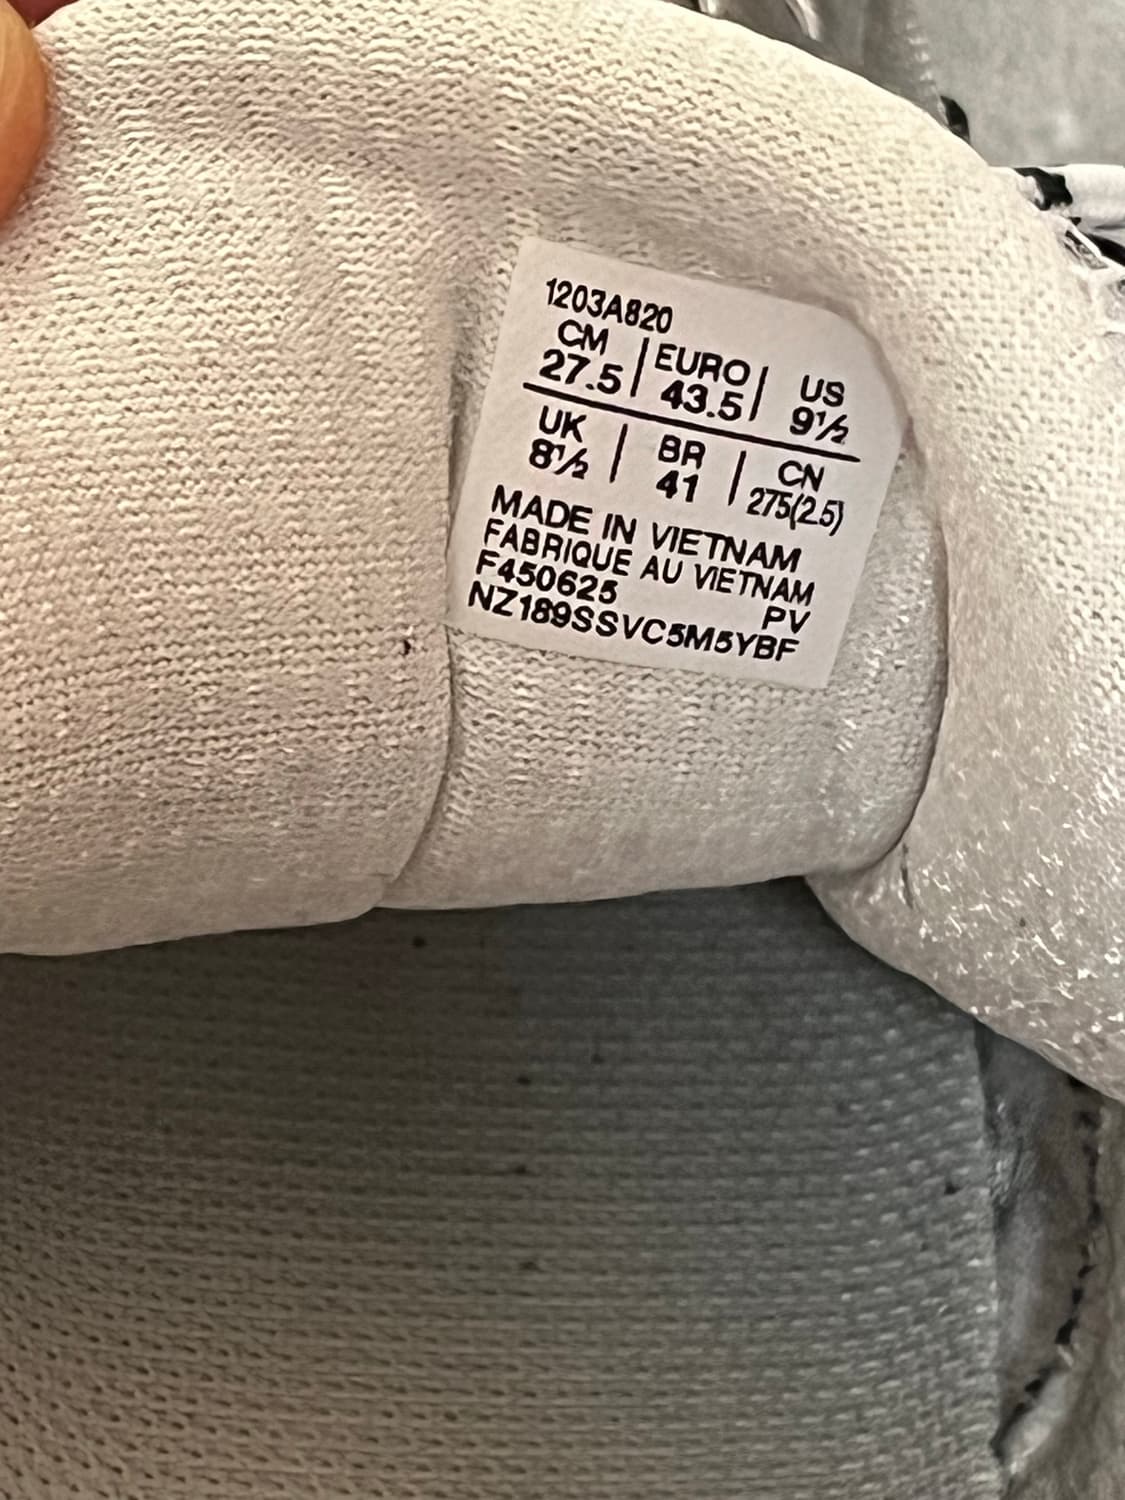 1203A820
CM | EURO | US
27.5 | 43.5 | 9½
UK | BR | CN
8½ | 41 | 275(2.5)
MADE IN VIETNAM
FABRIQUE AU VIETNAM
F450625 PV
NZ189SSVC5M5YBF